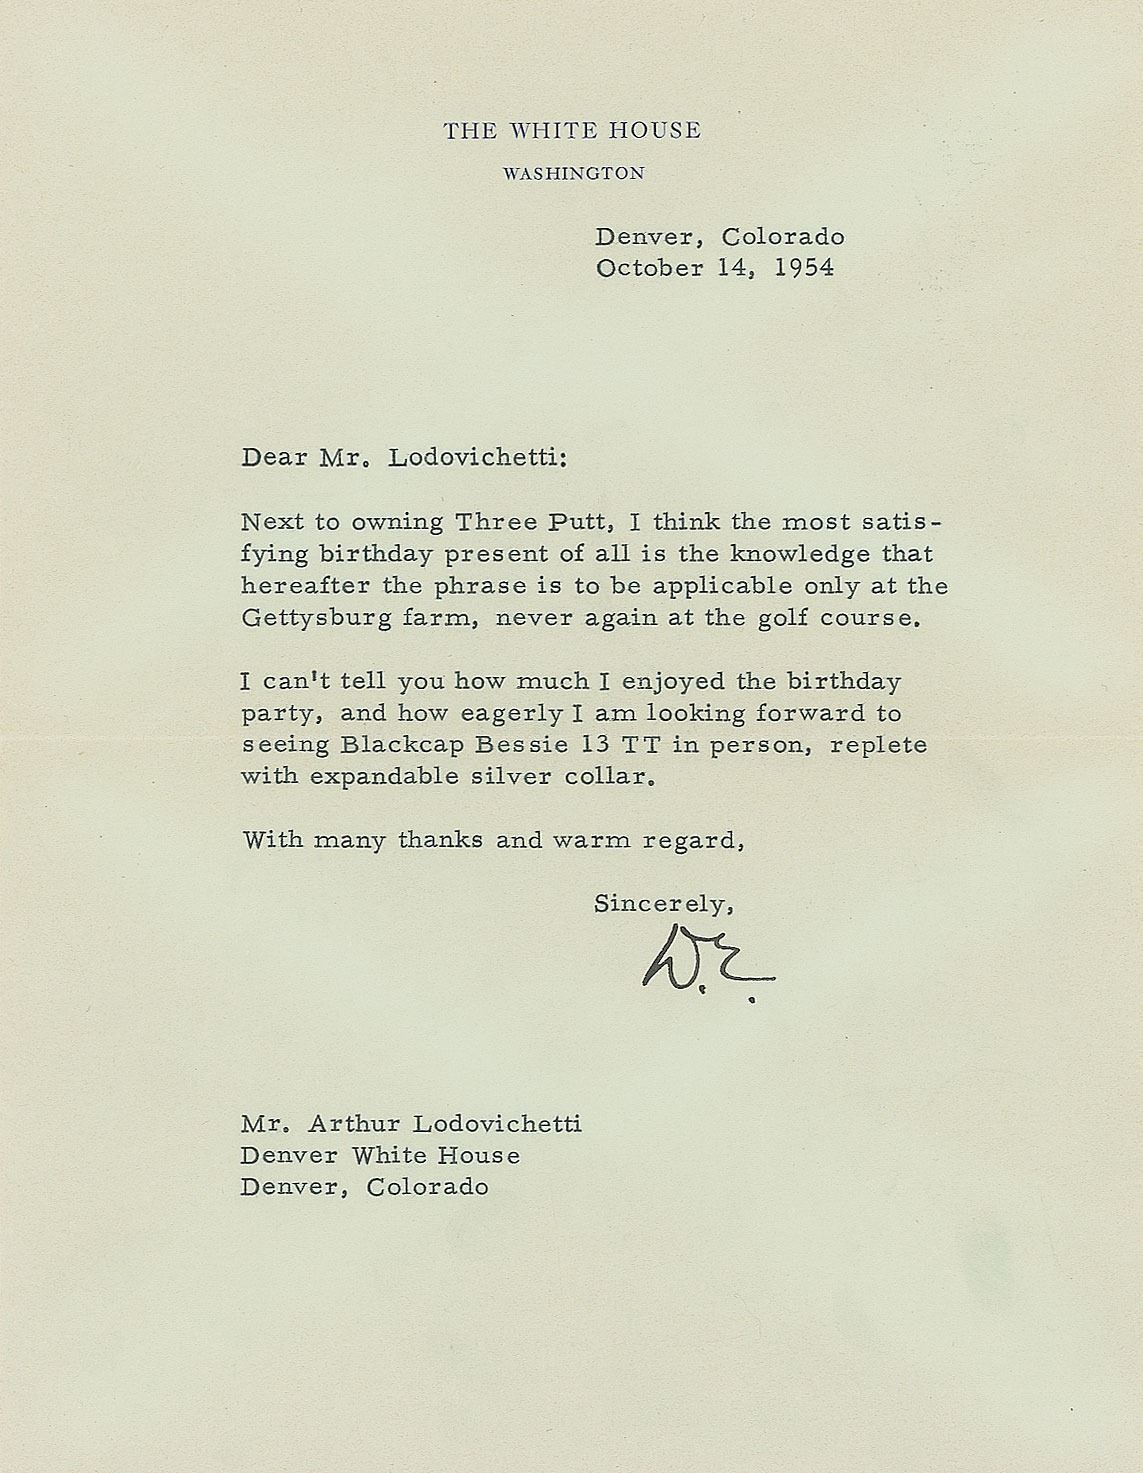 THE WHITE HOUSE
WASHINGTON
Denver, Colorado
October 14, 1954
Dear Mr. Lodovichetti:
Next to owning Three Putt, I think the most satis-
fying birthday present of all is the knowledge that
hereafter the phrase is to be applicable only at the
Gettysburg farm, never again at the golf course.
I can't tell you how much I enjoyed the birthday
party, and how eagerly I am looking forward to
seeing Blackcap Bessie 13 TT in person, replete
with expandable silver collar.
With many thanks and warm regard,
Sincerely,
D.E.
Mr. Arthur Lodovichetti
Denver White House
Denver, Colorado